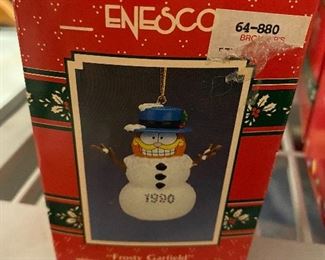 ENESCO
64-880
1990
"Frosty Garfield"